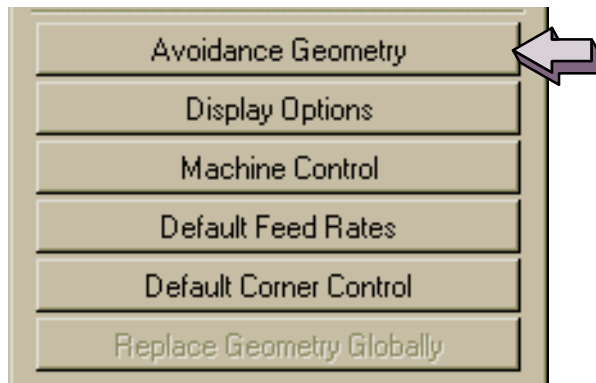 Avoidance Geometry
Display Options
Machine Control
Default Feed Rates
Default Corner Control
Replace Geometry Globally